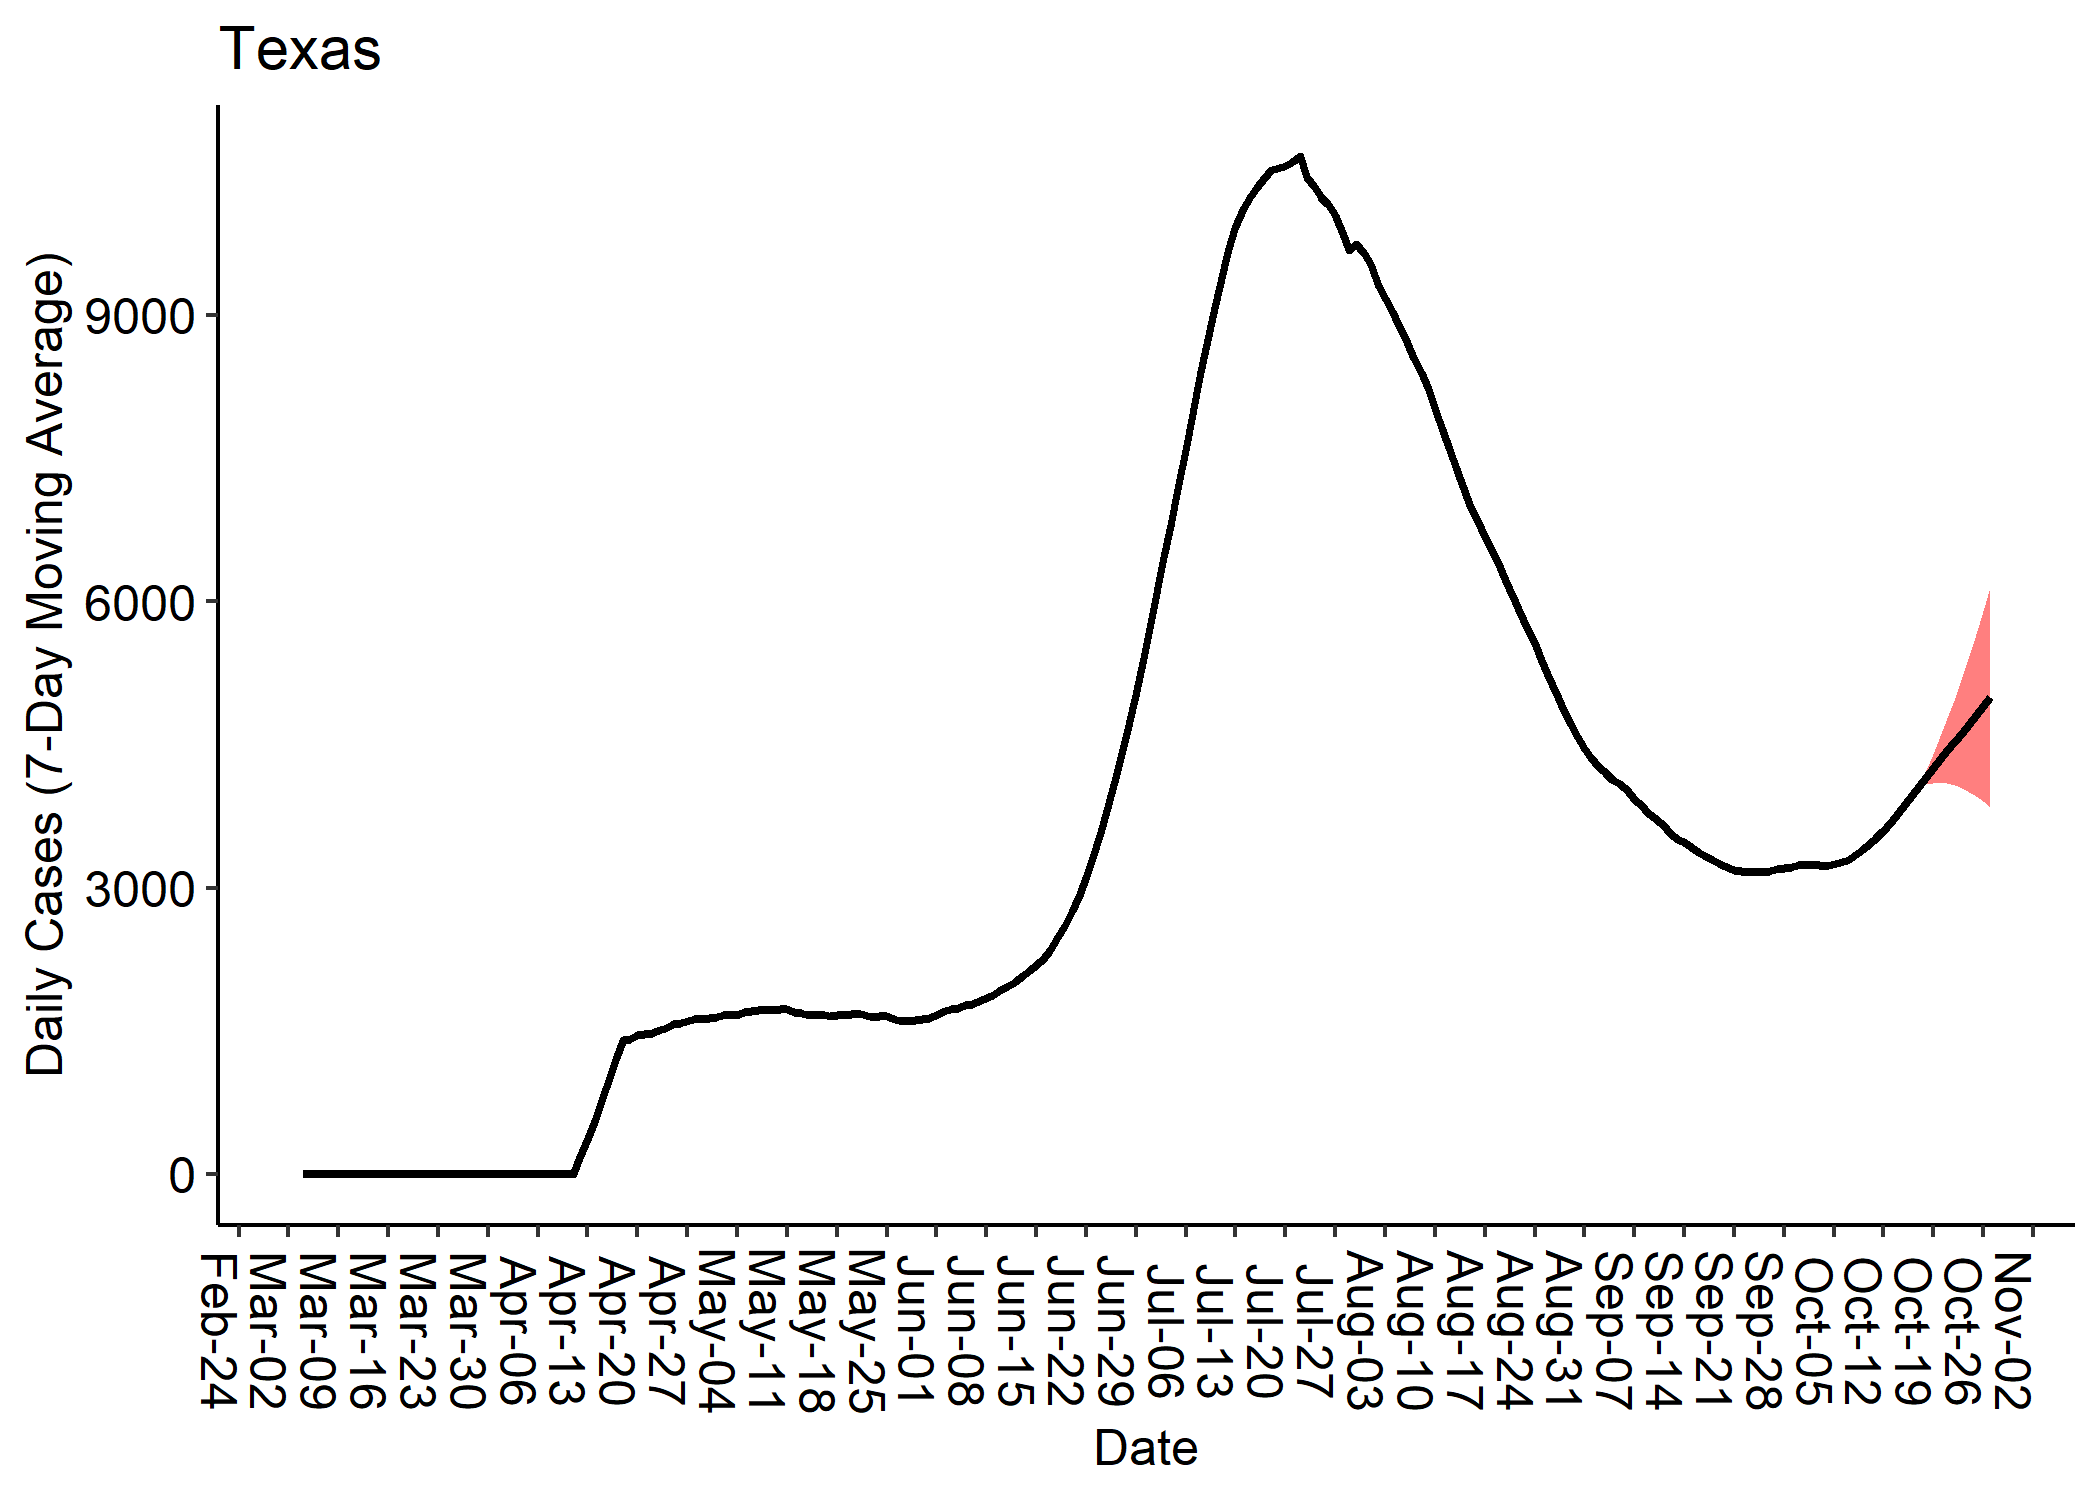 Texas
Daily Cases (7-Day Moving Average)
9000
6000
3000
0
Feb-24
Mar-02
Mar-09
Mar-16
Mar-23
Mar-30
Apr-06
Apr-13
Apr-20
Apr-27
May-04
May-11
May-18
May-25
Jun-01
Jun-08
Jun-15
Jun-22
Jun-29
Jul-06
Jul-13
Jul-20
Jul-27
Aug-03
Aug-10
Aug-17
Aug-24
Aug-31
Sep-07
Sep-14
Sep-21
Sep-28
Oct-05
Oct-12
Oct-19
Oct-26
Nov-02
Date